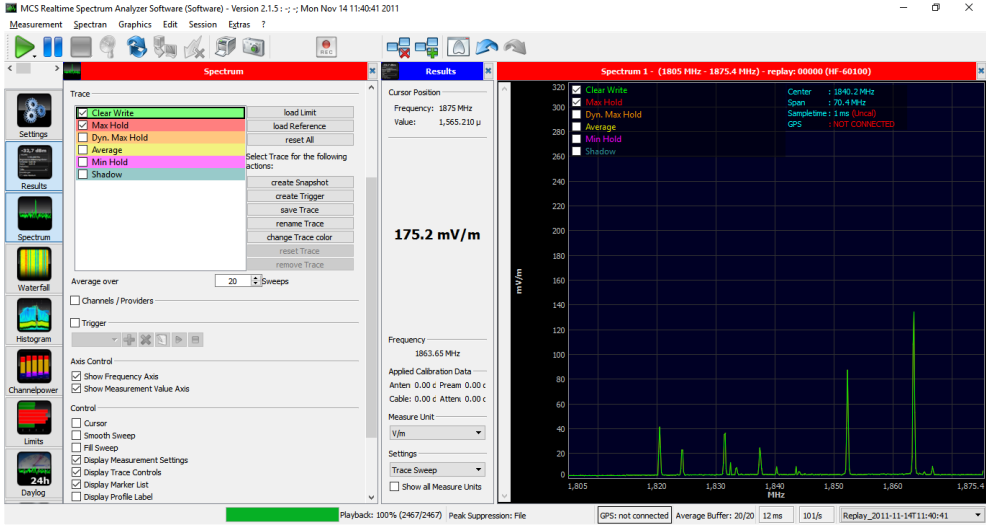 MCS Realtime Spectrum Analyzer Software (Software) - Version 2.1.5 : -; -; Mon Nov 14 11:40:41 2011
Measurement Spectran Graphics Edit Session Extras ?
REC
Spectrum
Results
Spectrum 1 - (1805 MHz - 1875.4 MHz) - replay: 00000 (HF-60100)
Settings
Results
Spectrum
Waterfall
Histogram
Channelpower
Limits
24h
Daylog
Trace
Clear Write
Max Hold
Dyn. Max Hold
Average
Min Hold
Shadow
load Limit
load Reference
reset All
Select Trace for the following
actions:
create Snapshot
create Trigger
save Trace
rename Trace
change Trace color
reset Trace
remove Trace
Average over 20 Sweeps
Channels / Providers
Trigger
Axis Control
Show Frequency Axis
Show Measurement Value Axis
Control
Cursor
Smooth Sweep
Fill Sweep
Display Measurement Settings
Display Trace Controls
Display Marker List
Display Profile Label
Cursor Position
Frequency: 1875 MHz
Value: 1,565.210 µ
175.2 mV/m
Frequency
1863.65 MHz
Applied Calibration Data
Anten 0.00 c Pream 0.00 c
Cable: 0.00 c Atten 0.00 c
Measure Unit
V/m
Settings
Trace Sweep
Show all Measure Units
Clear Write
Max Hold
Dyn. Max Hold
Average
Min Hold
Shadow
Center : 1840.2 MHz
Span : 70.4 MHz
Sampletime : 1 ms (Uncal)
GPS : NOT CONNECTED
320
300
280
260
240
220
200
180
160
140
120
100
80
60
40
20
0
mV/m
1,805 1,820 1,830 1,840 1,850 1,860 1,875.4
MHz
Playback: 100% (2467/2467) Peak Suppression: File GPS: not connected Average Buffer: 20/20 12 ms 101/s Replay_2011-11-14T11:40:41